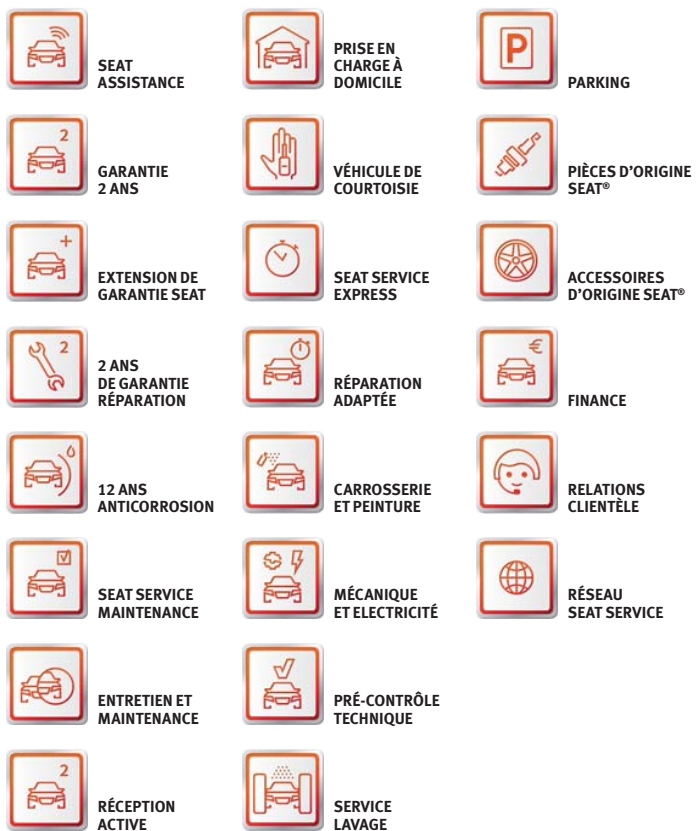 SEAT
ASSISTANCE
PRISE EN
CHARGE À
DOMICILE
P
PARKING
2
GARANTIE
2 ANS
VÉHICULE DE
COURTOISIE
PIÈCES D'ORIGINE
SEAT®
+
EXTENSION DE
GARANTIE SEAT
SEAT SERVICE
EXPRESS
ACCESSOIRES
D'ORIGINE SEAT®
2
2 ANS
DE GARANTIE
RÉPARATION
RÉPARATION
ADAPTÉE
€
FINANCE
12 ANS
ANTICORROSION
CARROSSERIE
ET PEINTURE
RELATIONS
CLIENTÈLE
SEAT SERVICE
MAINTENANCE
MÉCANIQUE
ET ELECTRICITÉ
RÉSEAU
SEAT SERVICE
ENTRETIEN ET
MAINTENANCE
PRÉ-CONTRÔLE
TECHNIQUE
2
RÉCEPTION
ACTIVE
SERVICE
LAVAGE